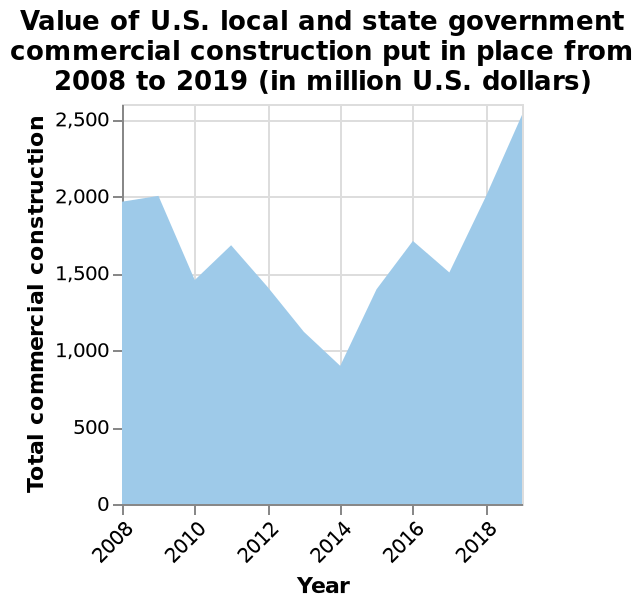 Value of U.S. local and state government
commercial construction put in place from
2008 to 2019 (in million U.S. dollars)
Total commercial construction
2,500
2,000
1,500
1,000
500
0
2008
2010
2012
2014
2016
2018
Year